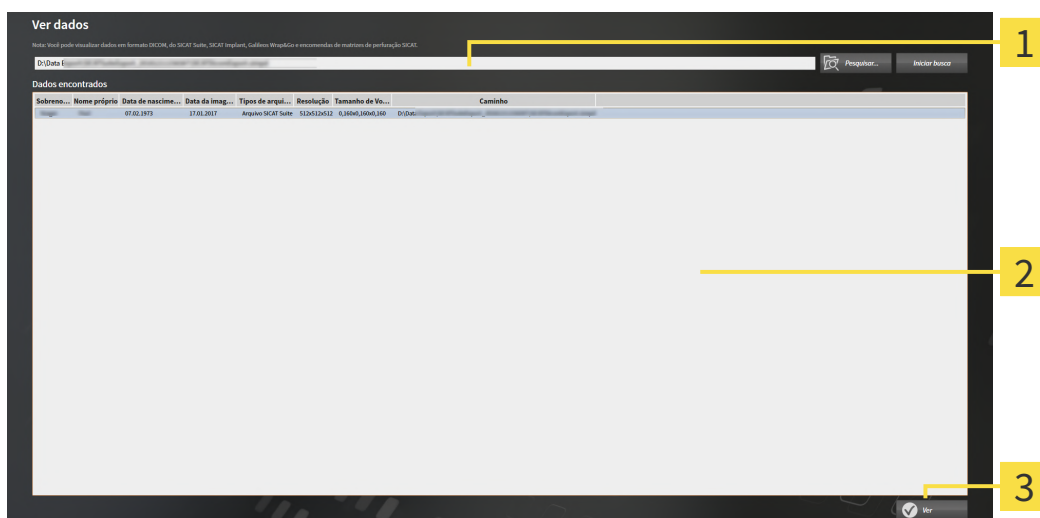 Ver dados
1
Nota: Você pode visualizar dados em formato DICOM, do SICAT Suite, SICAT Implant, Galileos Wrap&Go e encomendas de matrizes de perfuração SICAT.
D:\Data Pesquisar... Iniciar busca
Dados encontrados
Sobreno... Nome próprio Data de nascime... Data da imag... Tipos de arqui... Resolução Tamanho de Vo... Caminho
07.02.1973 17.01.2017 Arquivo SICAT Suite 512x512x512 0,160x0,160x0,160 D:\Data
2
3
Ver